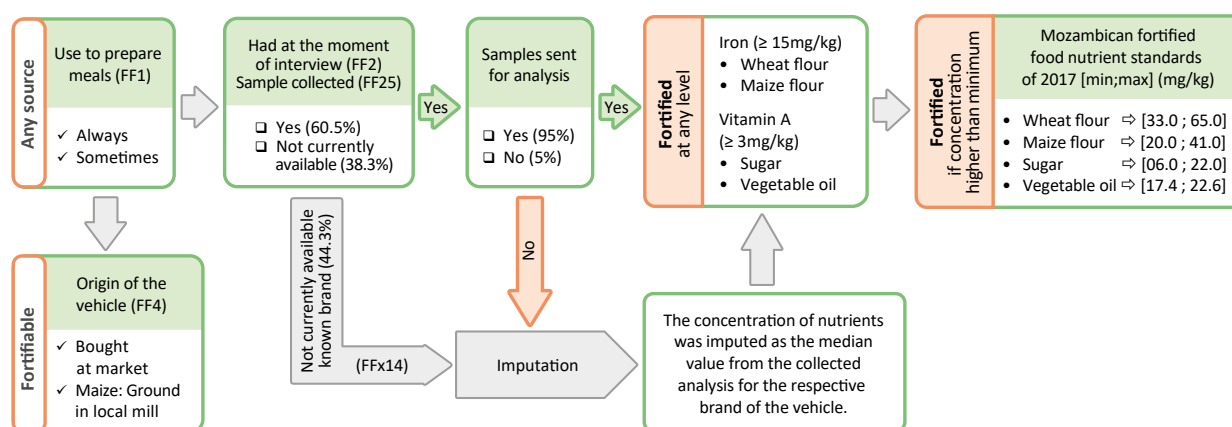 Any source
Use to prepare
meals (FF1)
✓ Always
✓ Sometimes
Had at the moment
of interview (FF2)
Sample collected (FF25)
❑ Yes (60.5%)
❑ Not currently
available (38.3%)
Yes
Samples sent
for analysis
❑ Yes (95%)
❑ No (5%)
Yes
Fortified
at any level
Iron (≥ 15mg/kg)
• Wheat flour
• Maize flour
Vitamin A
(≥ 3mg/kg)
• Sugar
• Vegetable oil
Fortified
if concentration
higher than minimum
Mozambican fortified
food nutrient standards
of 2017 [min;max] (mg/kg)
• Wheat flour ⇨ [33.0 ; 65.0]
• Maize flour ⇨ [20.0 ; 41.0]
• Sugar ⇨ [06.0 ; 22.0]
• Vegetable oil ⇨ [17.4 ; 22.6]
Fortifiable
Origin of the
vehicle (FF4)
✓ Bought
at market
✓ Maize: Ground
in local mill
Not currently available
known brand (44.3%)
(FFx14)
No
Imputation
The concentration of nutrients
was imputed as the median
value from the collected
analysis for the respective
brand of the vehicle.